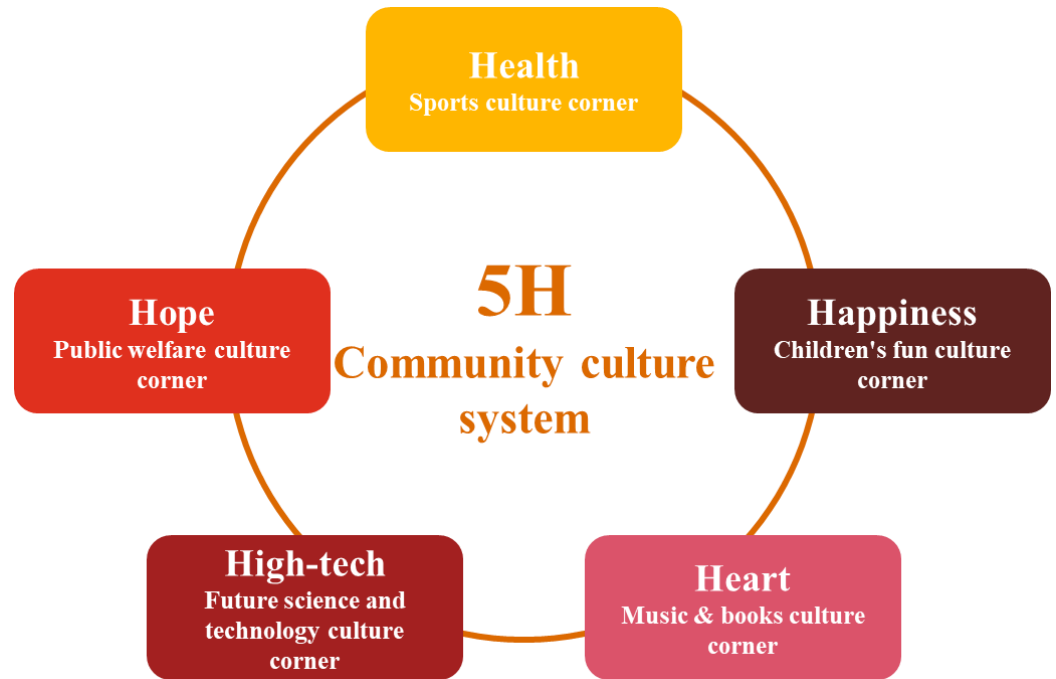 Health
Sports culture corner
Hope
Public welfare culture
corner
5H
Community culture
system
Happiness
Children's fun culture
corner
High-tech
Future science and
technology culture
corner
Heart
Music & books culture
corner